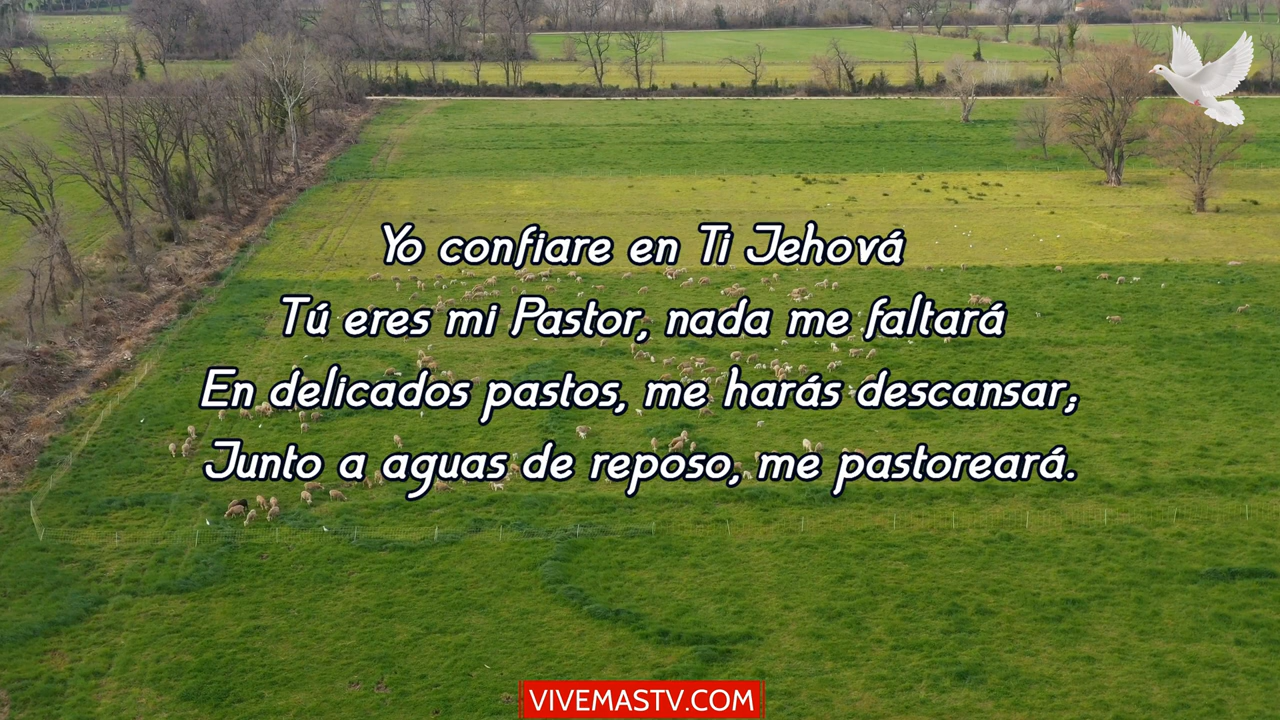 Yo confiare en Ti Jehová
Tú eres mi Pastor, nada me faltará
En delicados pastos, me harás descansar;
Junto a aguas de reposo, me pastoreará.
VIVEMASTV.COM